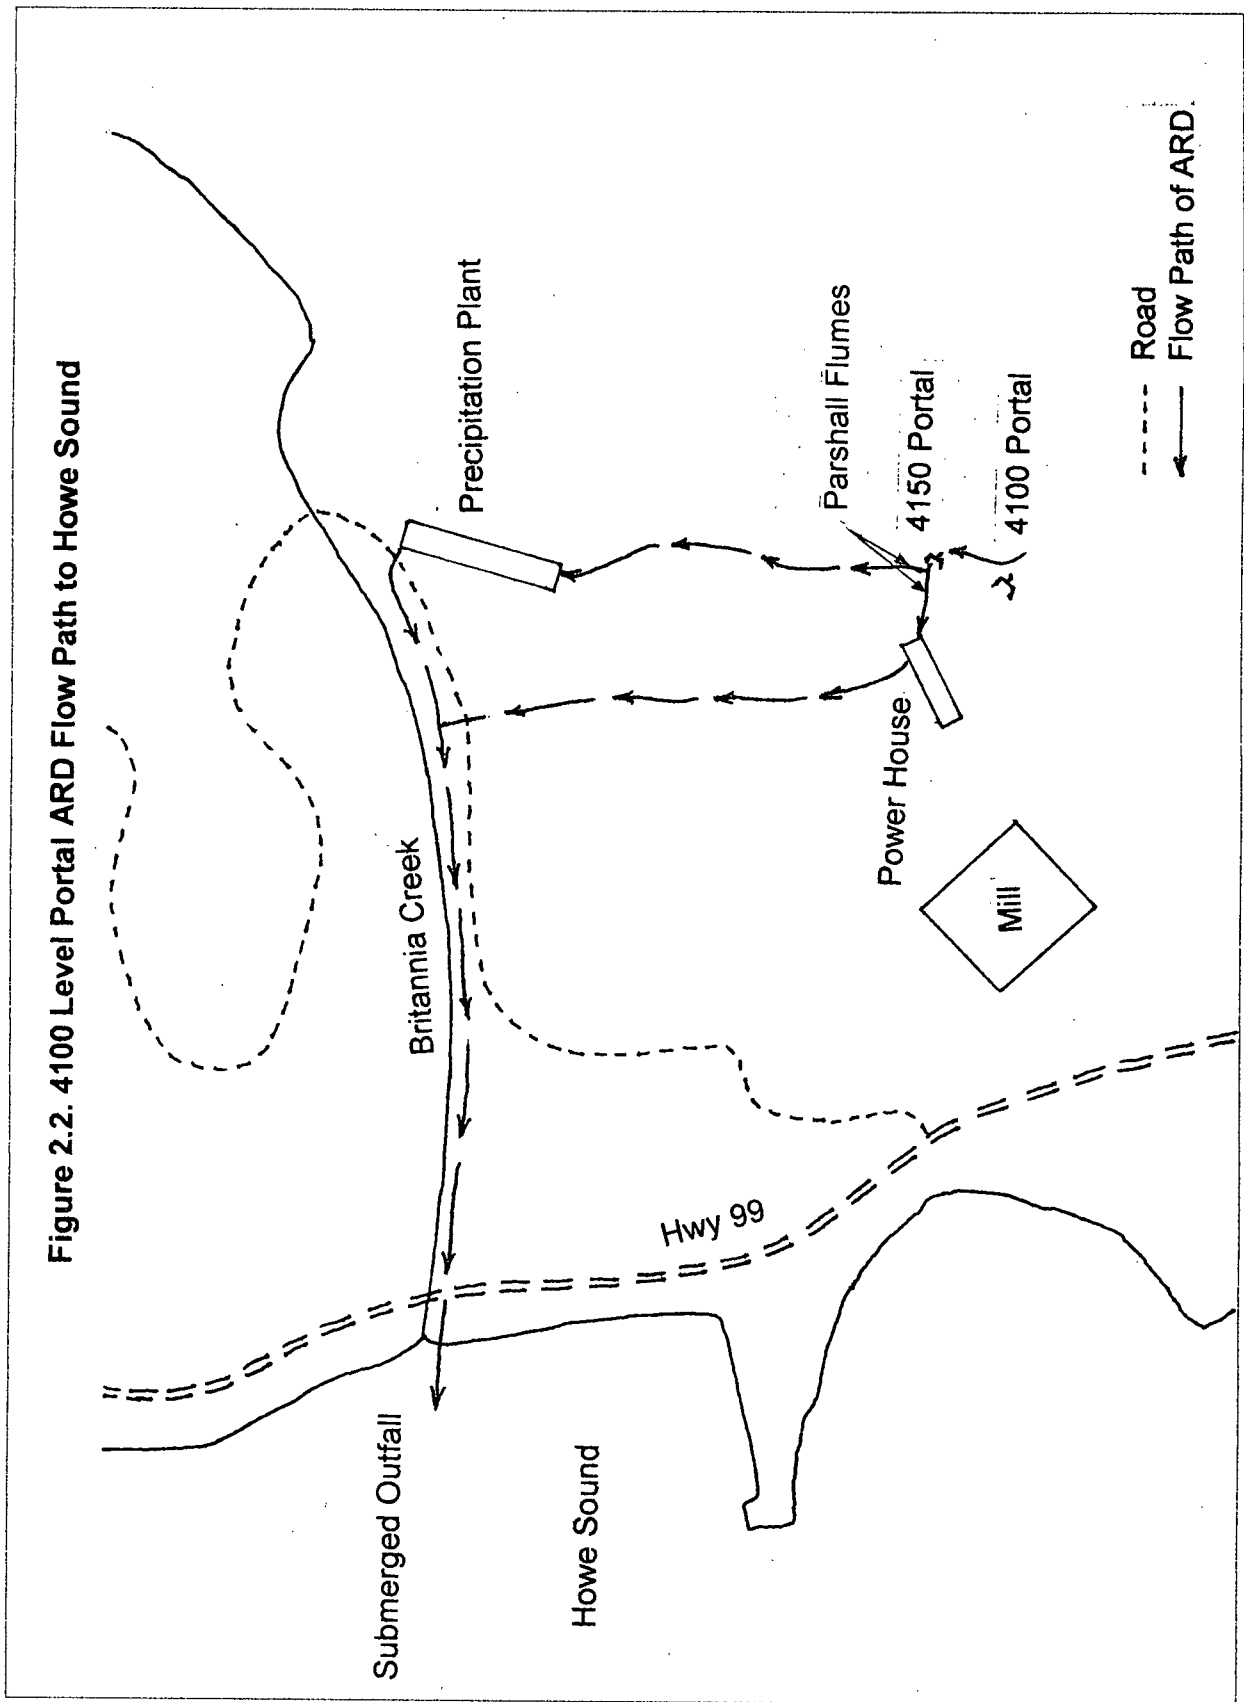 Figure 2.2. 4100 Level Portal ARD Flow Path to Howe Sound
Submerged Outfall
Britannia Creek
Precipitation Plant
Howe Sound
Hwy 99
Parshall Flumes
Power House
4150 Portal
Mill
4100 Portal
Road
Flow Path of ARD